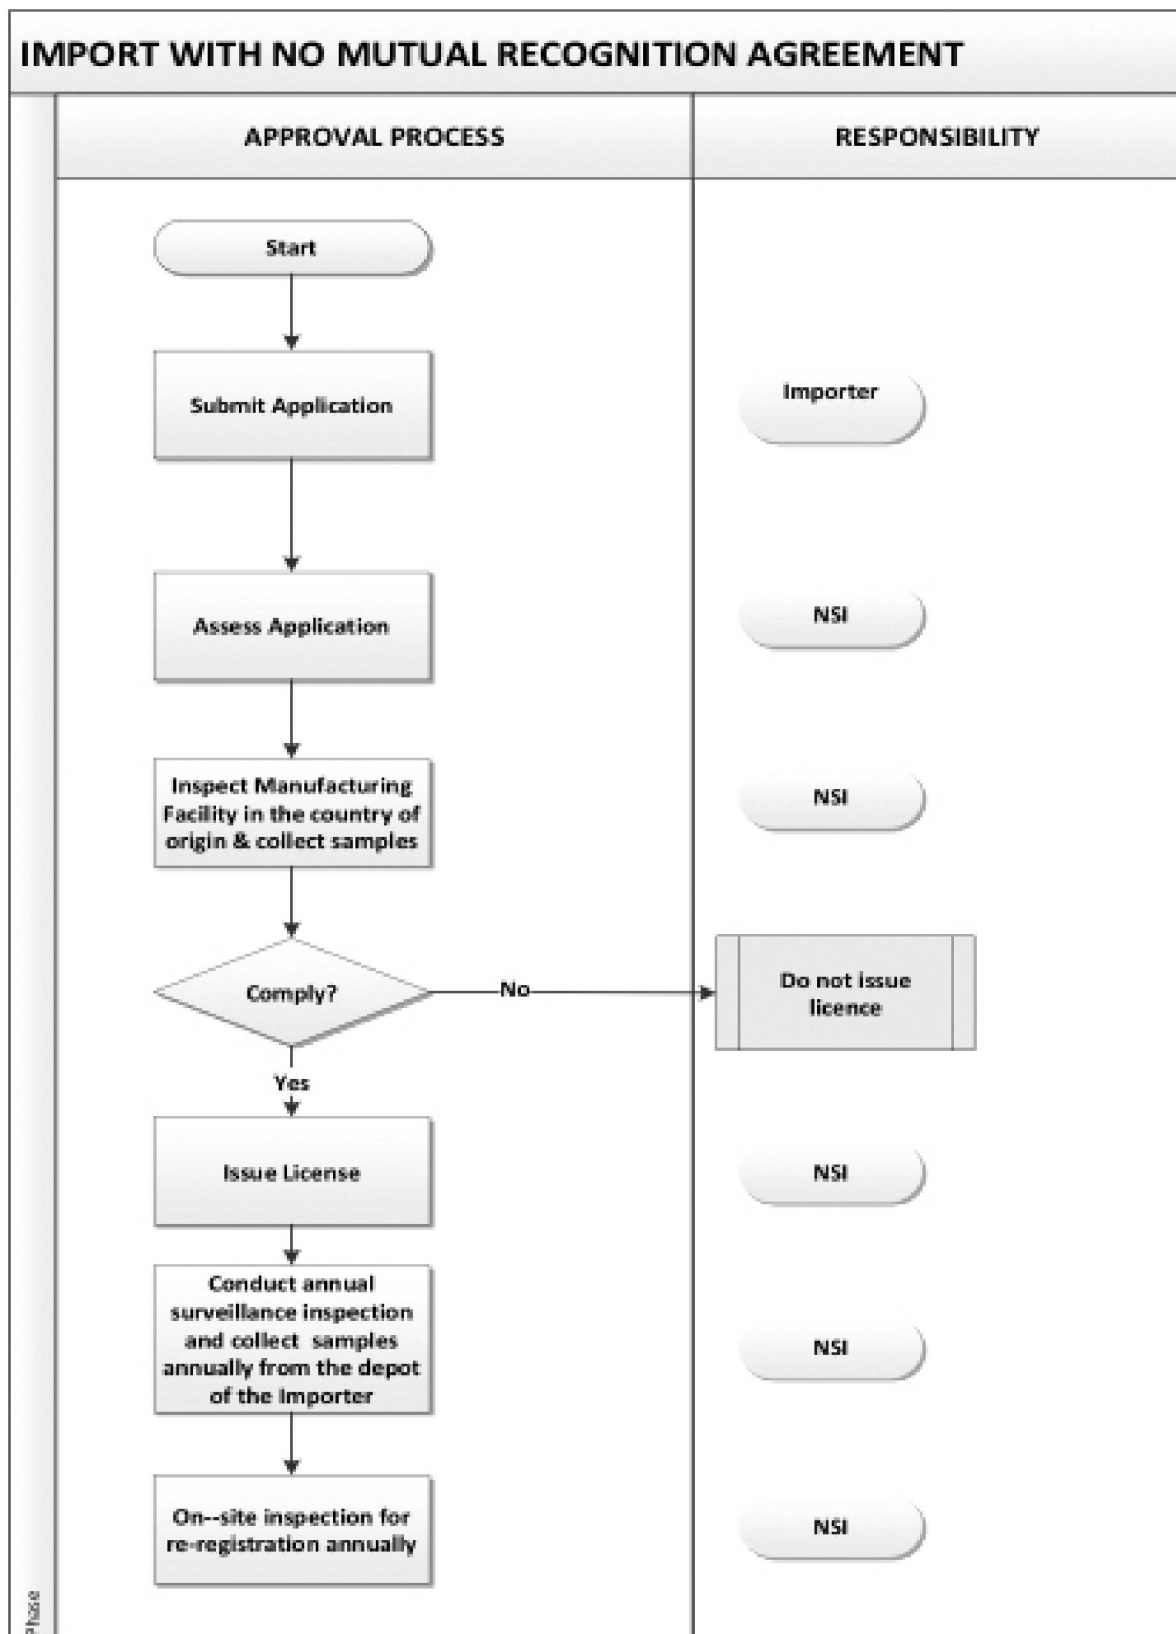 IMPORT WITH NO MUTUAL RECOGNITION AGREEMENT
APPROVAL PROCESS
RESPONSIBILITY
Start
Submit Application
Importer
Assess Application
NSI
Inspect Manufacturing
Facility in the country of
origin & collect samples
NSI
Comply?
No
Do not issue
licence
Yes
Issue License
NSI
Conduct annual
surveillance inspection
and collect samples
annually from the depot
of the Importer
NSI
On--site inspection for
re-registration annually
NSI
Phase